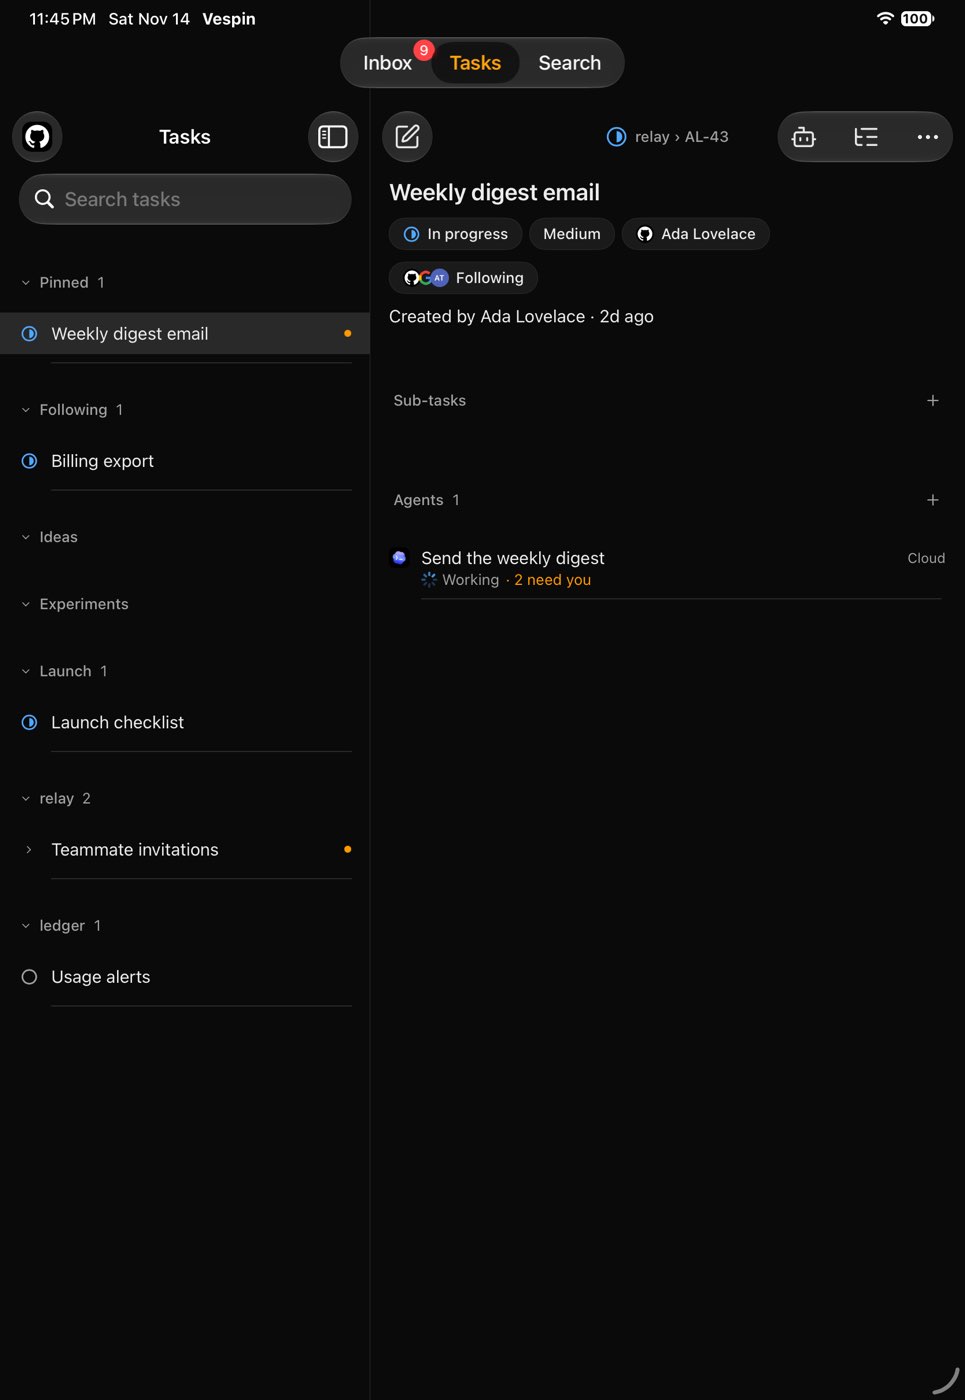 11:45 PM Sat Nov 14 Vespin
100
Inbox 9 Tasks Search
Tasks
Search tasks
Pinned 1
Weekly digest email
Following 1
Billing export
Ideas
Experiments
Launch 1
Launch checklist
relay 2
Teammate invitations
ledger 1
Usage alerts
relay › AL-43
Weekly digest email
In progress Medium Ada Lovelace
AT Following
Created by Ada Lovelace · 2d ago
Sub-tasks
Agents 1
Send the weekly digest Cloud
Working · 2 need you